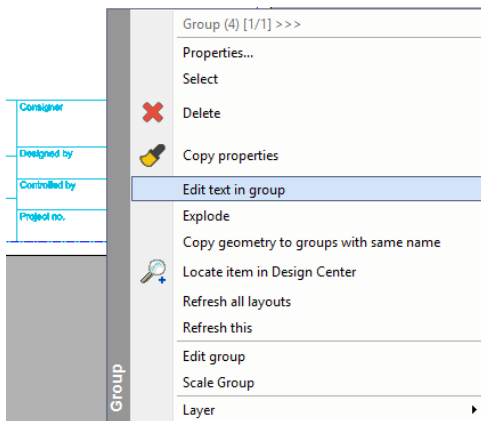 Group (4) [1/1] >>>
Properties...
Select
Delete
Copy properties
Edit text in group
Explode
Copy geometry to groups with same name
Locate item in Design Center
Refresh all layouts
Refresh this
Edit group
Scale Group
Layer
Group
Consigner
Designed by
Controlled by
Project no.